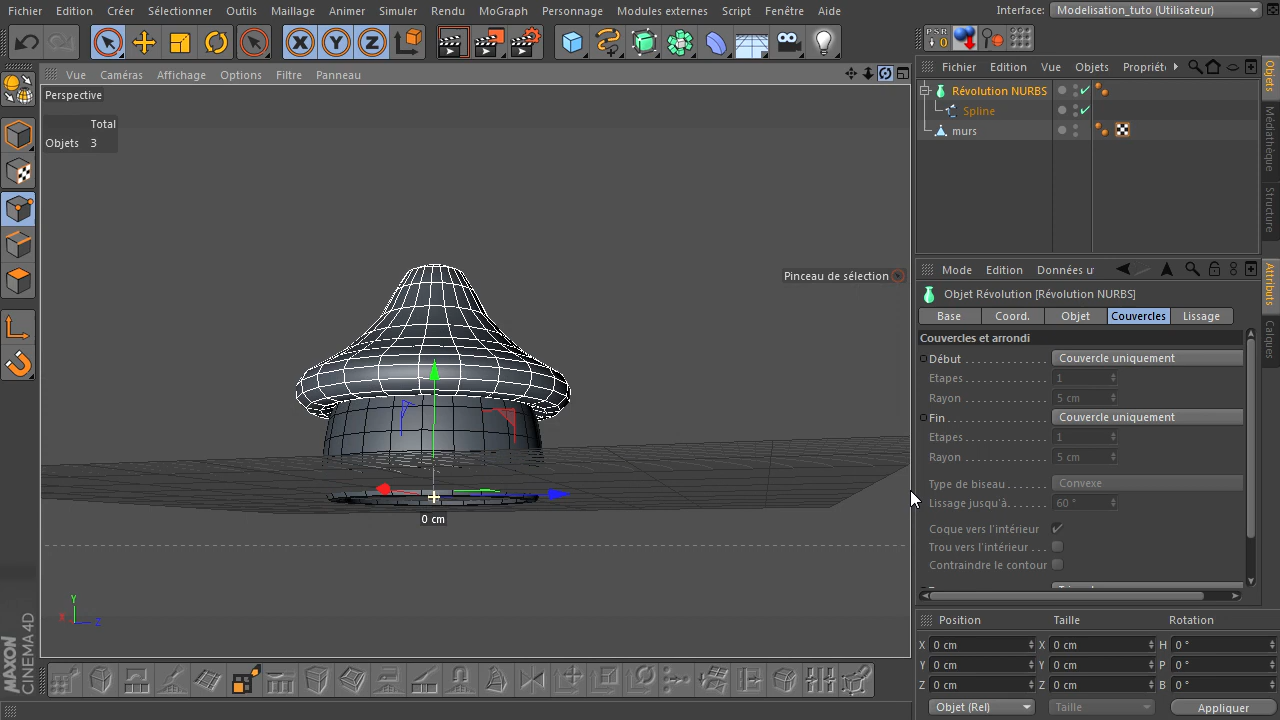 Fichier Edition Créer Sélectionner Outils Maillage Animer Simuler Rendu MoGraph Personnage Modules externes Script Fenêtre Aide Interface: Modelisation_tuto (Utilisateur)
X Y Z PSR 0
Vue Caméras Affichage Options Filtre Panneau
Fichier Edition Vue Objets Propriéte
Perspective
Révolution NURBS
Spline
murs
Total
Objets 3
Objets
Médiathèque
Structure
Pinceau de sélection
Mode Edition Données u
Attributs
Calques
Objet Révolution [Révolution NURBS]
Base Coord. Objet Couvercles Lissage
Couvercles et arrondi
Début Couvercle uniquement
Etapes 1
Rayon 5 cm
Fin Couvercle uniquement
Etapes 1
Rayon 5 cm
Type de biseau Convexe
Lissage jusqu'à 60 °
Coque vers l'intérieur
Trou vers l'intérieur
Contraindre le contour
0 cm
Y
X Z
Position Taille Rotation
X 0 cm X 0 cm H 0 °
Y 0 cm Y 0 cm P 0 °
Z 0 cm Z 0 cm B 0 °
Objet (Rel) Taille Appliquer
MAXON
CINEMA 4D